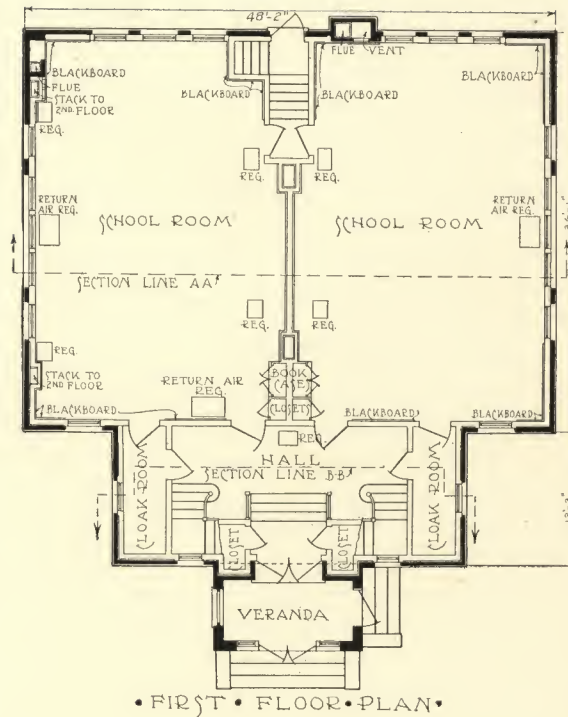 48'-2"
BLACKBOARD
FLUE
STACK TO
2ND. FLOOR
REG.
BLACKBOARD
FLUE VENT
BLACKBOARD
BLACKBOARD
REG.
REG.
RETURN
AIR REG.
SCHOOL ROOM
SCHOOL ROOM
RETURN
AIR REG.
SECTION LINE AA
REG.
REG.
REG.
STACK TO
2ND FLOOR
RETURN AIR
REG.
BOOK
CASE
CLOSET
BLACKBOARD
BLACKBOARD
BLACKBOARD
REG.
HALL
SECTION LINE BB
CLOAK ROOM
CLOAK ROOM
CLOSET
CLOSET
VERANDA
• FIRST • FLOOR • PLAN •